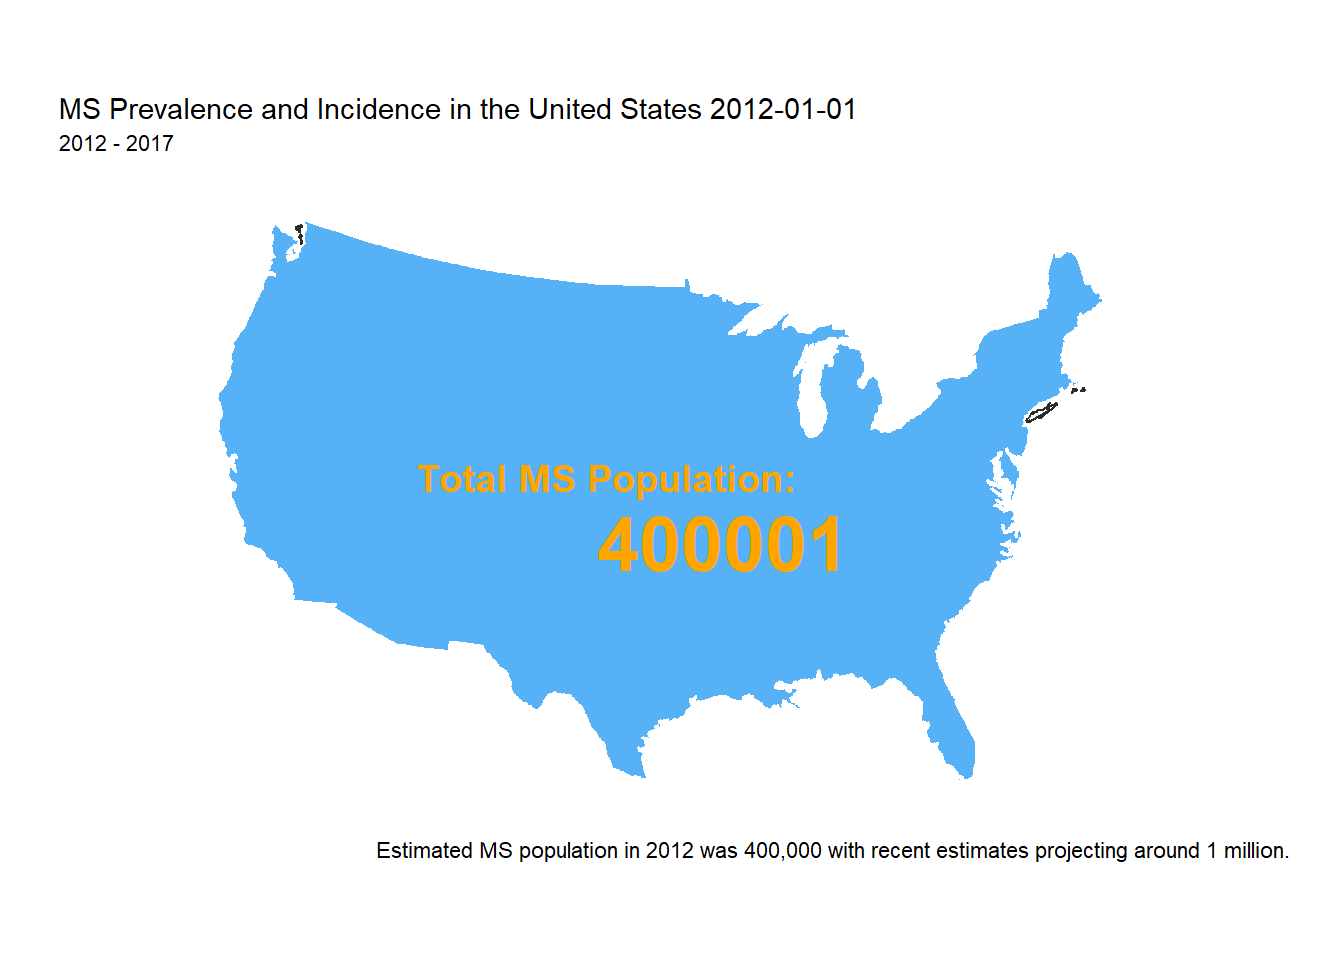 MS Prevalence and Incidence in the United States 2012-01-01
2012 - 2017
Total MS Population:
400001
Estimated MS population in 2012 was 400,000 with recent estimates projecting around 1 million.